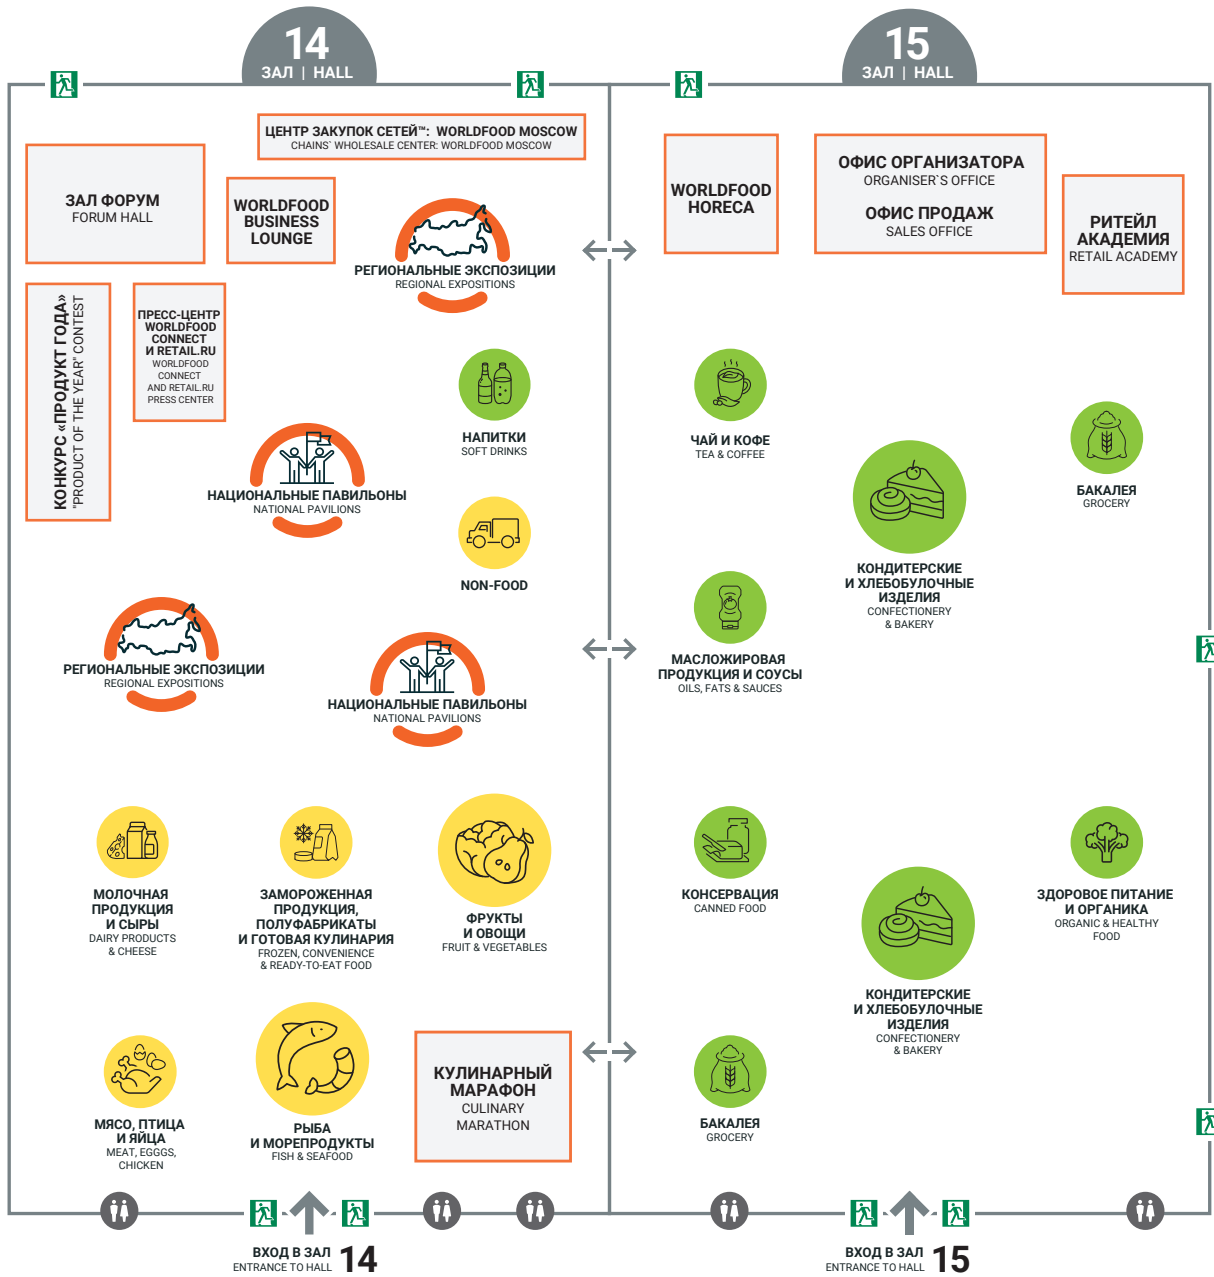 14
ЗАЛ | HALL
ЦЕНТР ЗАКУПОК СЕТЕЙ™: WORLDFOOD MOSCOW
CHAINS` WHOLESALE CENTER: WORLDFOOD MOSCOW
ЗАЛ ФОРУМ
FORUM HALL
WORLDFOOD
BUSINESS
LOUNGE
РЕГИОНАЛЬНЫЕ ЭКСПОЗИЦИИ
REGIONAL EXPOSITIONS
КОНКУРС «ПРОДУКТ ГОДА»
"PRODUCT OF THE YEAR" CONTEST
ПРЕСС-ЦЕНТР
WORLDFOOD
CONNECT
И RETAIL.RU
WORLDFOOD
CONNECT
AND RETAIL.RU
PRESS CENTER
НАПИТКИ
SOFT DRINKS
НАЦИОНАЛЬНЫЕ ПАВИЛЬОНЫ
NATIONAL PAVILIONS
NON-FOOD
РЕГИОНАЛЬНЫЕ ЭКСПОЗИЦИИ
REGIONAL EXPOSITIONS
НАЦИОНАЛЬНЫЕ ПАВИЛЬОНЫ
NATIONAL PAVILIONS
МОЛОЧНАЯ
ПРОДУКЦИЯ
И СЫРЫ
DAIRY PRODUCTS
& CHEESE
ЗАМОРОЖЕННАЯ
ПРОДУКЦИЯ,
ПОЛУФАБРИКАТЫ
И ГОТОВАЯ КУЛИНАРИЯ
FROZEN, CONVENIENCE
& READY-TO-EAT FOOD
ФРУКТЫ
И ОВОЩИ
FRUIT & VEGETABLES
МЯСО, ПТИЦА
И ЯЙЦА
MEAT, EGGGS,
CHICKEN
РЫБА
И МОРЕПРОДУКТЫ
FISH & SEAFOOD
КУЛИНАРНЫЙ
МАРАФОН
CULINARY
MARATHON
ВХОД В ЗАЛ
ENTRANCE TO HALL
14
15
ЗАЛ | HALL
WORLDFOOD
HORECA
ОФИС ОРГАНИЗАТОРА
ORGANISER`S OFFICE
ОФИС ПРОДАЖ
SALES OFFICE
РИТЕЙЛ
АКАДЕМИЯ
RETAIL ACADEMY
ЧАЙ И КОФЕ
TEA & COFFEE
БАКАЛЕЯ
GROCERY
КОНДИТЕРСКИЕ
И ХЛЕБОБУЛОЧНЫЕ
ИЗДЕЛИЯ
CONFECTIONERY
& BAKERY
МАСЛОЖИРОВАЯ
ПРОДУКЦИЯ И СОУСЫ
OILS, FATS & SAUCES
КОНСЕРВАЦИЯ
CANNED FOOD
ЗДОРОВОЕ ПИТАНИЕ
И ОРГАНИКА
ORGANIC & HEALTHY
FOOD
КОНДИТЕРСКИЕ
И ХЛЕБОБУЛОЧНЫЕ
ИЗДЕЛИЯ
CONFECTIONERY
& BAKERY
БАКАЛЕЯ
GROCERY
ВХОД В ЗАЛ
ENTRANCE TO HALL
15